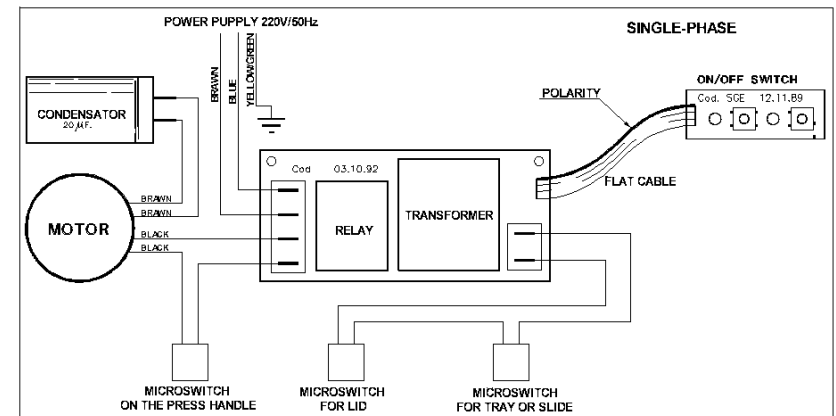 POWER PUPPLY 220V/50Hz
SINGLE-PHASE
BRAWN
BLUE
YELLOW/GREEN
ON/OFF SWITCH
Cod. SGE 12.11.89
POLARITY
CONDENSATOR
20µF.
Cod 03.10.92
FLAT CABLE
BRAWN
BRAWN
MOTOR
BLACK
BLACK
RELAY
TRANSFORMER
MICROSWITCH
ON THE PRESS HANDLE
MICROSWITCH
FOR LID
MICROSWITCH
FOR TRAY OR SLIDE